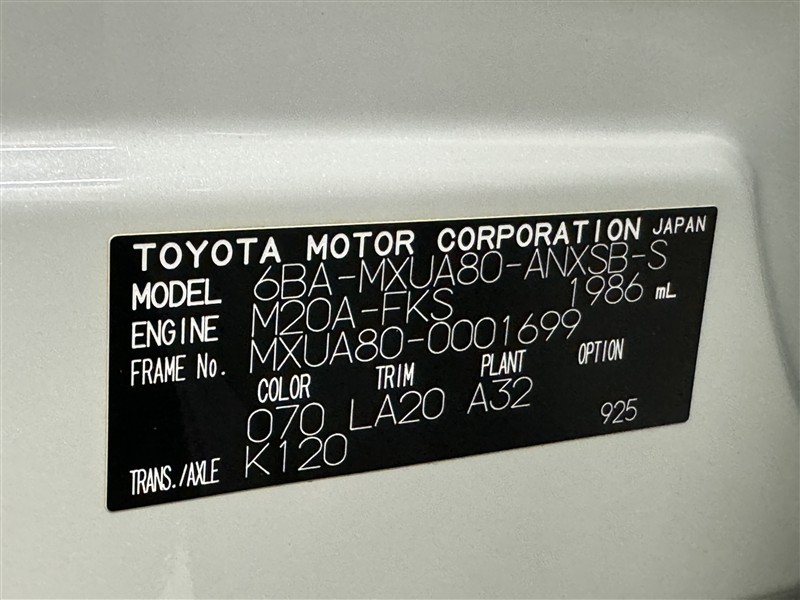 TOYOTA MOTOR CORPORATION JAPAN
MODEL 6BA-MXUA80-ANXSB-S
ENGINE M20A-FKS 1986 mL
FRAME No. MXUA80-0001699
COLOR TRIM PLANT OPTION
070 LA20 A32 925
TRANS./AXLE K120